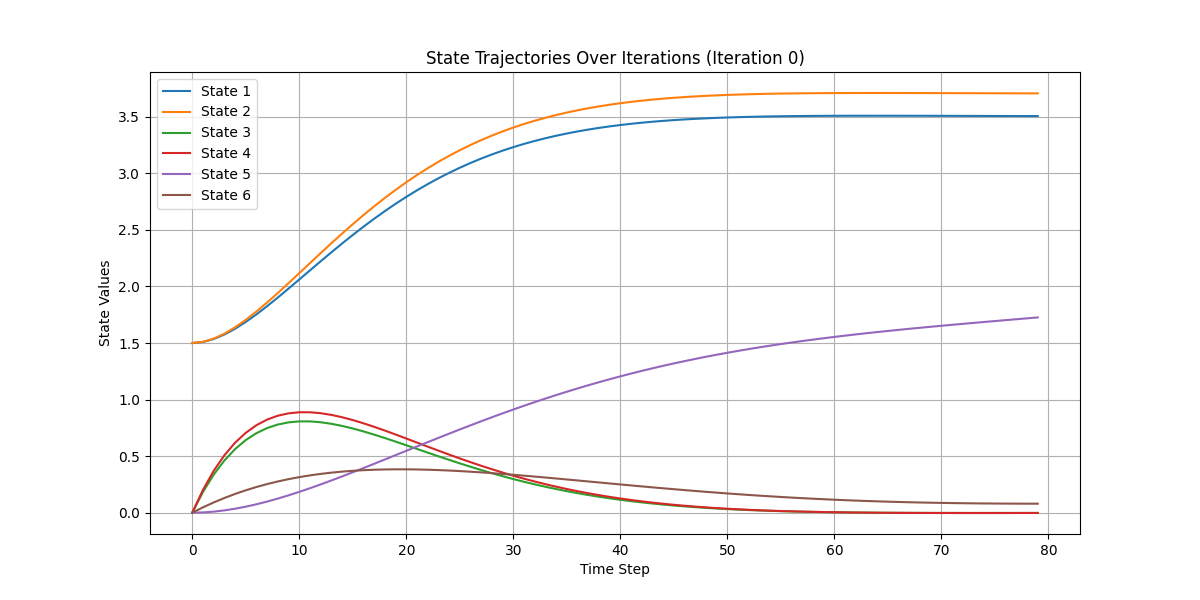 State Trajectories Over Iterations (Iteration 0)
State 1
State 2
State 3
State 4
State 5
State 6
State Values
3.5
3.0
2.5
2.0
1.5
1.0
0.5
0.0
0 10 20 30 40 50 60 70 80
Time Step